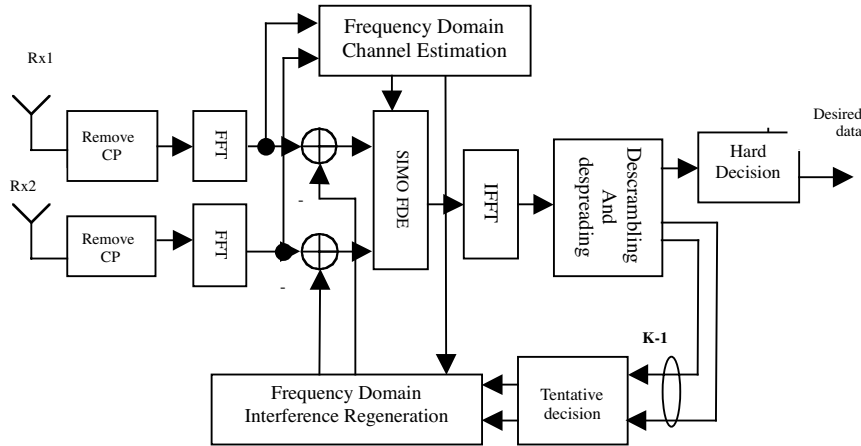 Frequency Domain
Channel Estimation
Rx1
Desired
data
Remove
CP
FFT
SIMO FDE
IFFT
Descrambling
And
despreading
Hard
Decision
Rx2
-
Remove
CP
FFT
-
K-1
Frequency Domain
Interference Regeneration
Tentative
decision